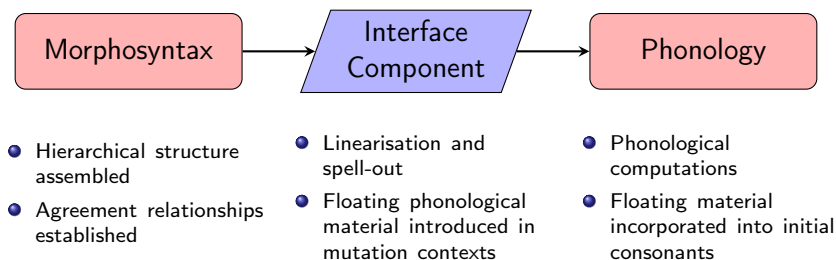 Morphosyntax
Interface
Component
Phonology
Hierarchical structure
assembled
Agreement relationships
established
Linearisation and
spell-out
Floating phonological
material introduced in
mutation contexts
Phonological
computations
Floating material
incorporated into initial
consonants